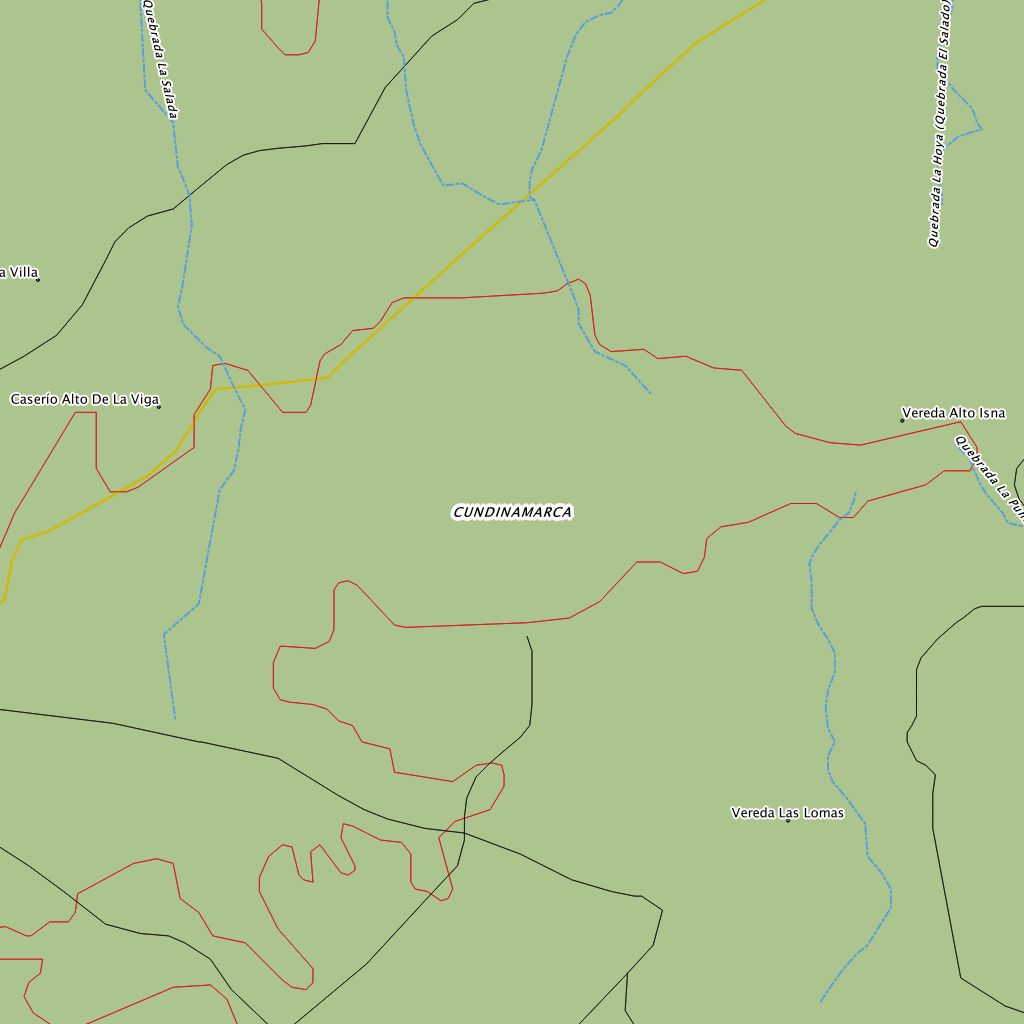 Quebrada La Salada
Quebrada La Hoya (Quebrada El Salado)
a Villa
Caserío Alto De La Viga
Vereda Alto Isna
Quebrada La Pun
CUNDINAMARCA
Vereda Las Lomas